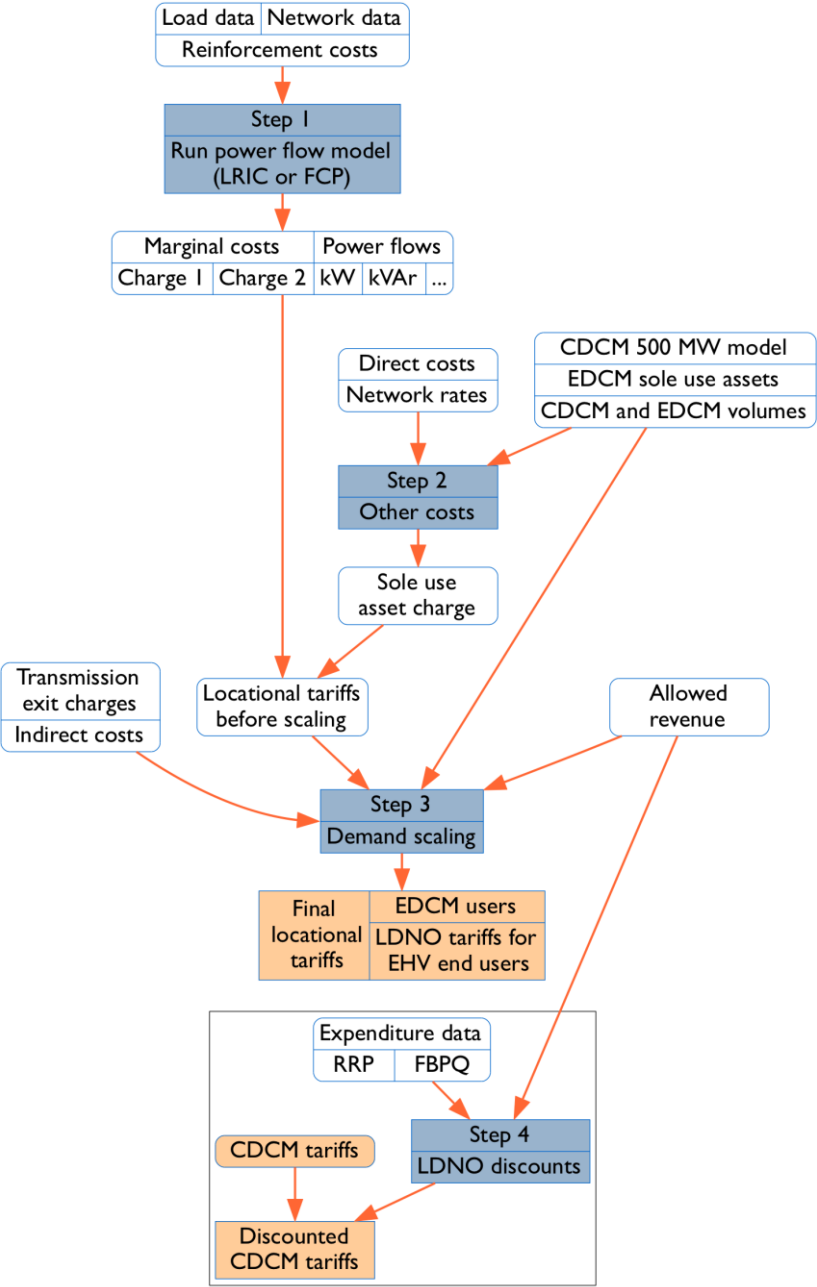 Load data Network data
Reinforcement costs
Step 1
Run power flow model
(LRIC or FCP)
Marginal costs Power flows
Charge 1 Charge 2 kW kVAr ...
Direct costs
Network rates
CDCM 500 MW model
EDCM sole use assets
CDCM and EDCM volumes
Step 2
Other costs
Sole use
asset charge
Transmission
exit charges
Indirect costs
Locational tariffs
before scaling
Allowed
revenue
Step 3
Demand scaling
Final
locational
tariffs
EDCM users
LDNO tariffs for
EHV end users
Expenditure data
RRP FBPQ
Step 4
LDNO discounts
CDCM tariffs
Discounted
CDCM tariffs